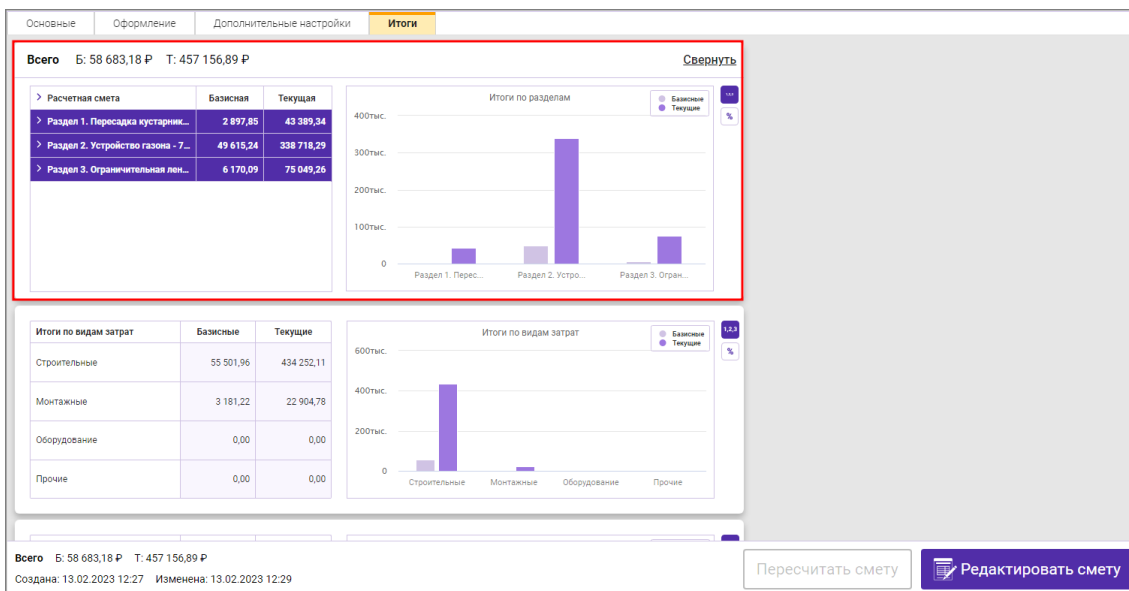 Основные Оформление Дополнительные настройки Итоги
Всего Б: 58 683,18 ₽ Т: 457 156,89 ₽ Свернуть
Расчетная смета Базисная Текущая
Раздел 1. Пересадка кустарник... 2 897,85 43 389,34
Раздел 2. Устройство газона - 7... 49 615,24 338 718,29
Раздел 3. Ограничительная лен... 6 170,09 75 049,26
Итоги по разделам
Базисные
Текущие
1,2,3
%
400тыс.
300тыс.
200тыс.
100тыс.
0
Раздел 1. Перес... Раздел 2. Устро... Раздел 3. Огран...
Итоги по видам затрат Базисные Текущие
Строительные 55 501,96 434 252,11
Монтажные 3 181,22 22 904,78
Оборудование 0,00 0,00
Прочие 0,00 0,00
Итоги по видам затрат
Базисные
Текущие
1,2,3
%
600тыс.
400тыс.
200тыс.
0
Строительные Монтажные Оборудование Прочие
Всего Б: 58 683,18 ₽ Т: 457 156,89 ₽
Создана: 13.02.2023 12:27 Изменена: 13.02.2023 12:29
Пересчитать смету Редактировать смету